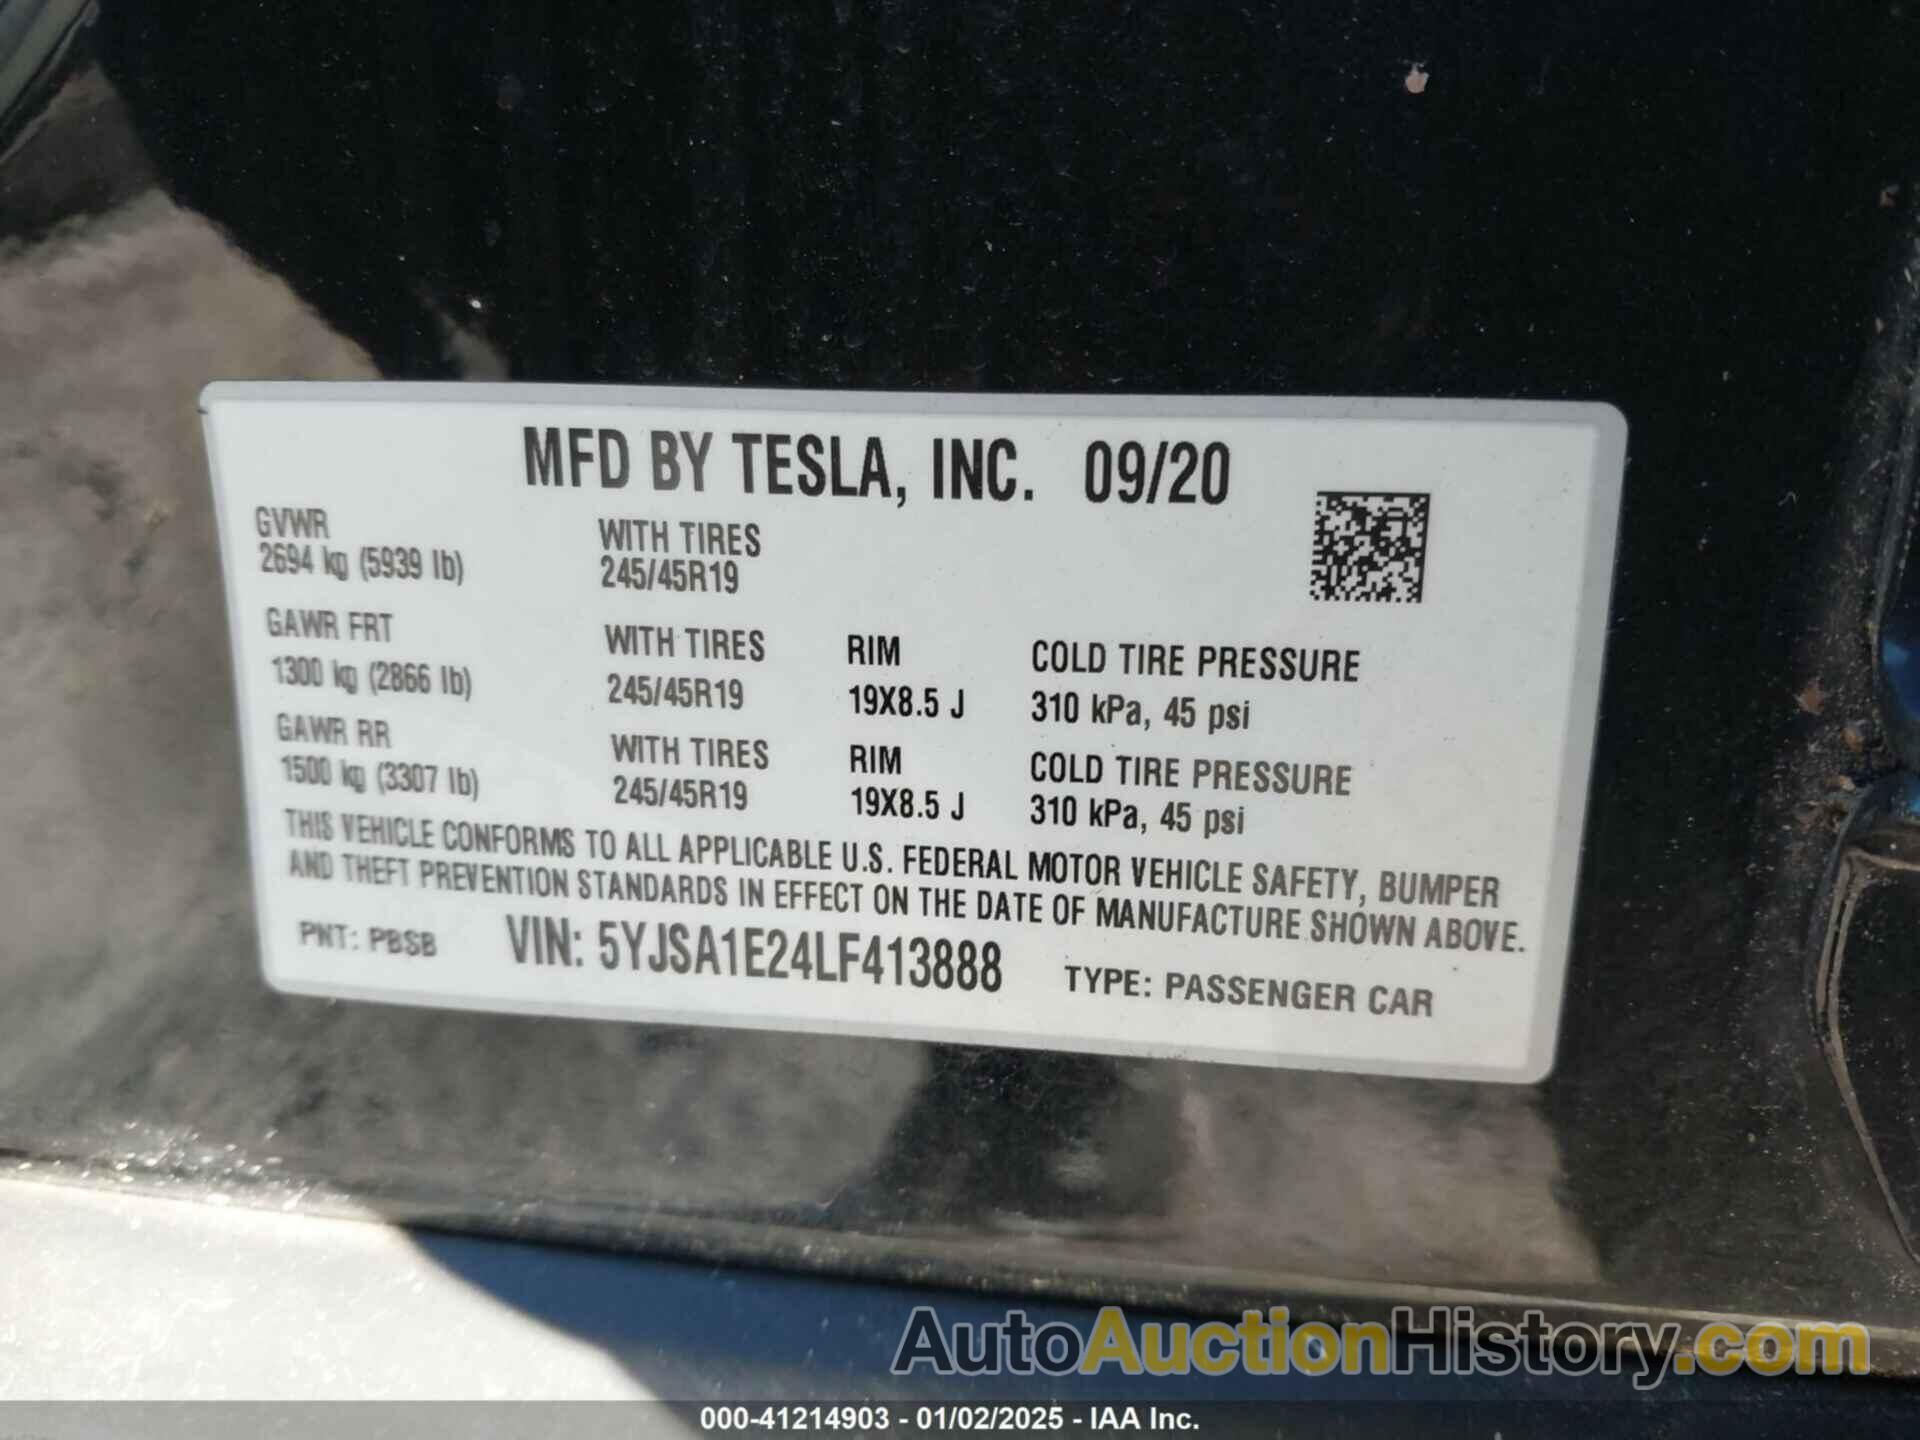 MFD BY TESLA, INC. 09/20
GVWR
2694 kg (5939 lb)
WITH TIRES
245/45R19
GAWR FRT
1300 kg (2866 lb)
WITH TIRES
245/45R19
RIM
19X8.5 J
COLD TIRE PRESSURE
310 kPa, 45 psi
GAWR RR
1500 kg (3307 lb)
WITH TIRES
245/45R19
RIM
19X8.5 J
COLD TIRE PRESSURE
310 kPa, 45 psi
THIS VEHICLE CONFORMS TO ALL APPLICABLE U.S. FEDERAL MOTOR VEHICLE SAFETY, BUMPER
AND THEFT PREVENTION STANDARDS IN EFFECT ON THE DATE OF MANUFACTURE SHOWN ABOVE.
PNT: PBSB
VIN: 5YJSA1E24LF413888
TYPE: PASSENGER CAR
AutoAuctionHistory.com
000-41214903 - 01/02/2025 - IAA Inc.